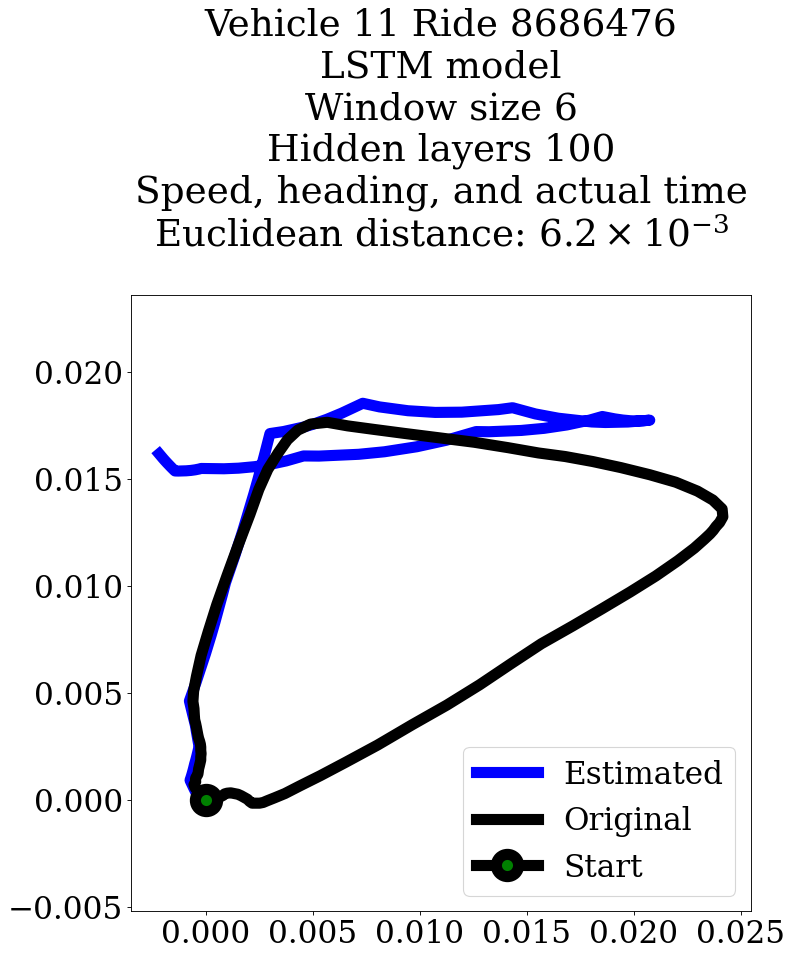 Vehicle 11 Ride 8686476
LSTM model
Window size 6
Hidden layers 100
Speed, heading, and actual time
Euclidean distance: 6.2 × 10⁻³
0.020
0.015
0.010
0.005
0.000
−0.005
0.000 0.005 0.010 0.015 0.020 0.025
Estimated
Original
Start